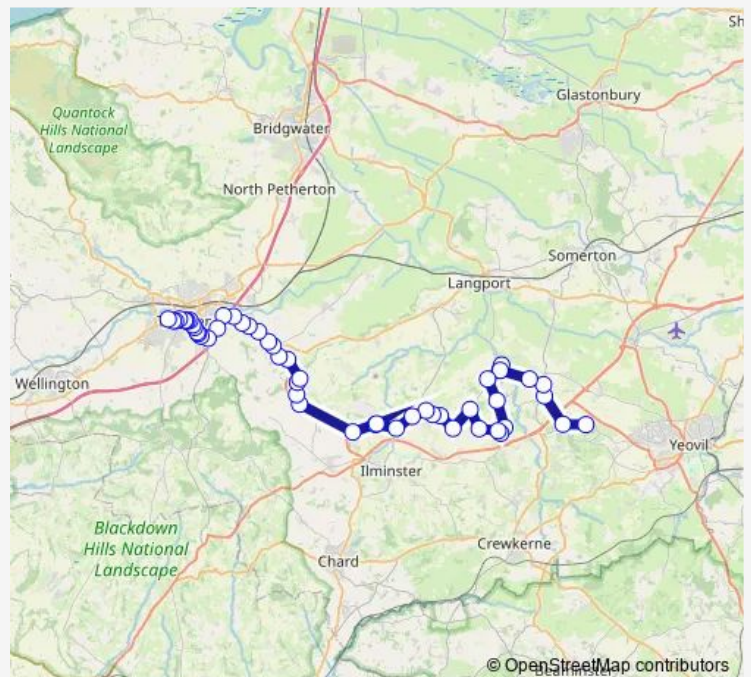 Sh
Quantock
Hills National
Landscape
Glastonbury
Bridgwater
North Petherton
Somerton
Langport
Wellington
Yeovil
Ilminster
Blackdown
Hills National
Landscape
Crewkerne
Chard
© OpenStreetMap contributors